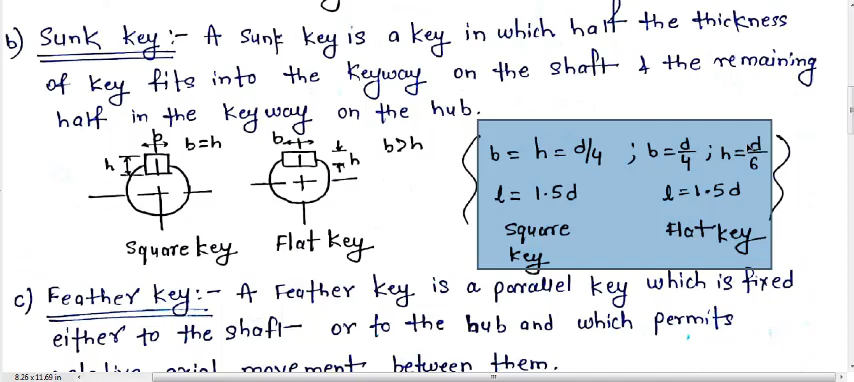 b) Sunk key :- A Sunk key is a key in which half the thickness
of key fits into the keyway on the shaft & the remaining
half in the keyway on the hub.
b b=h b b>h
h h
Square key Flat key
b = h = d/4 ; b = d/4 ; h = d/6
l = 1.5d l = 1.5d
Square key Flat key
c) Feather key :- A Feather key is a parallel key which is fixed
either to the shaft or to the hub and which permits
axial movement between them.
8.26 x 11.69 in